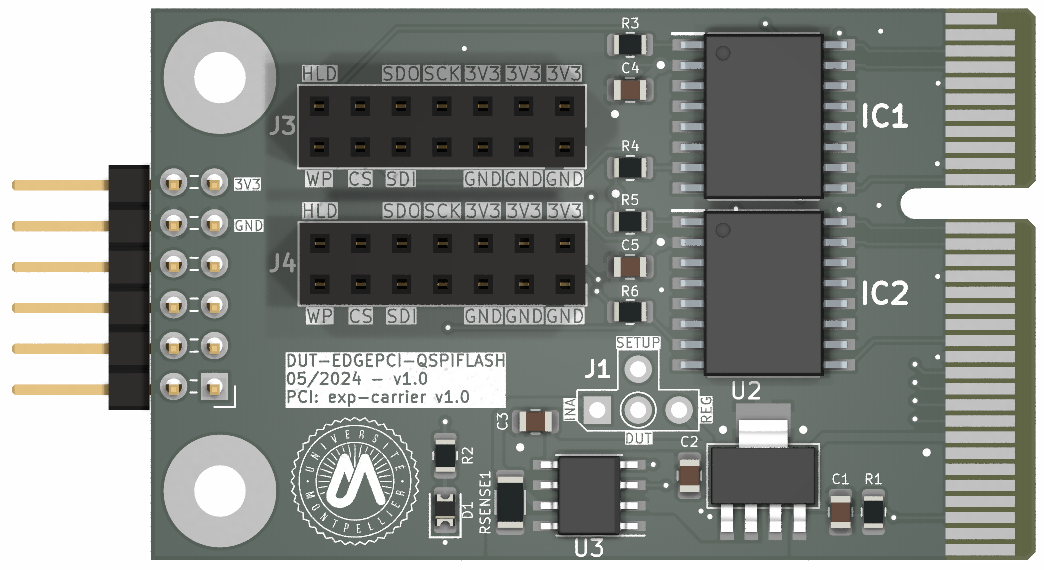 R3
HLD SDO SCK 3V3 3V3 3V3
C4
J3
IC1
R4
WP CS SDI GND GND GND
3V3
HLD SDO SCK 3V3 3V3 3V3
R5
GND
C5
J4
R6
IC2
WP CS SDI GND GND GND
SETUP
DUT-EDGEPCI-QSPIFLASH
05/2024 - v1.0
PCI: exp-carrier v1.0
J1
U2
INA
REG
DUT
C3
C2
R2
UNIVERSITÉ
MONTPELLIER
RSENSE1
D1
C1 R1
U3